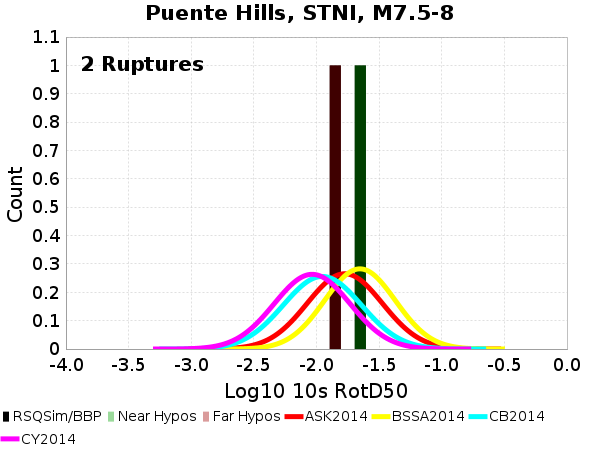 Puente Hills, STNI, M7.5-8
2 Ruptures
1.1
1
0.9
0.8
0.7
0.6
0.5
0.4
0.3
0.2
0.1
0
Count
-4.0 -3.5 -3.0 -2.5 -2.0 -1.5 -1.0 -0.5 0.0
Log10 10s RotD50
RSQSim/BBP Near Hypos Far Hypos ASK2014 BSSA2014 CB2014
CY2014